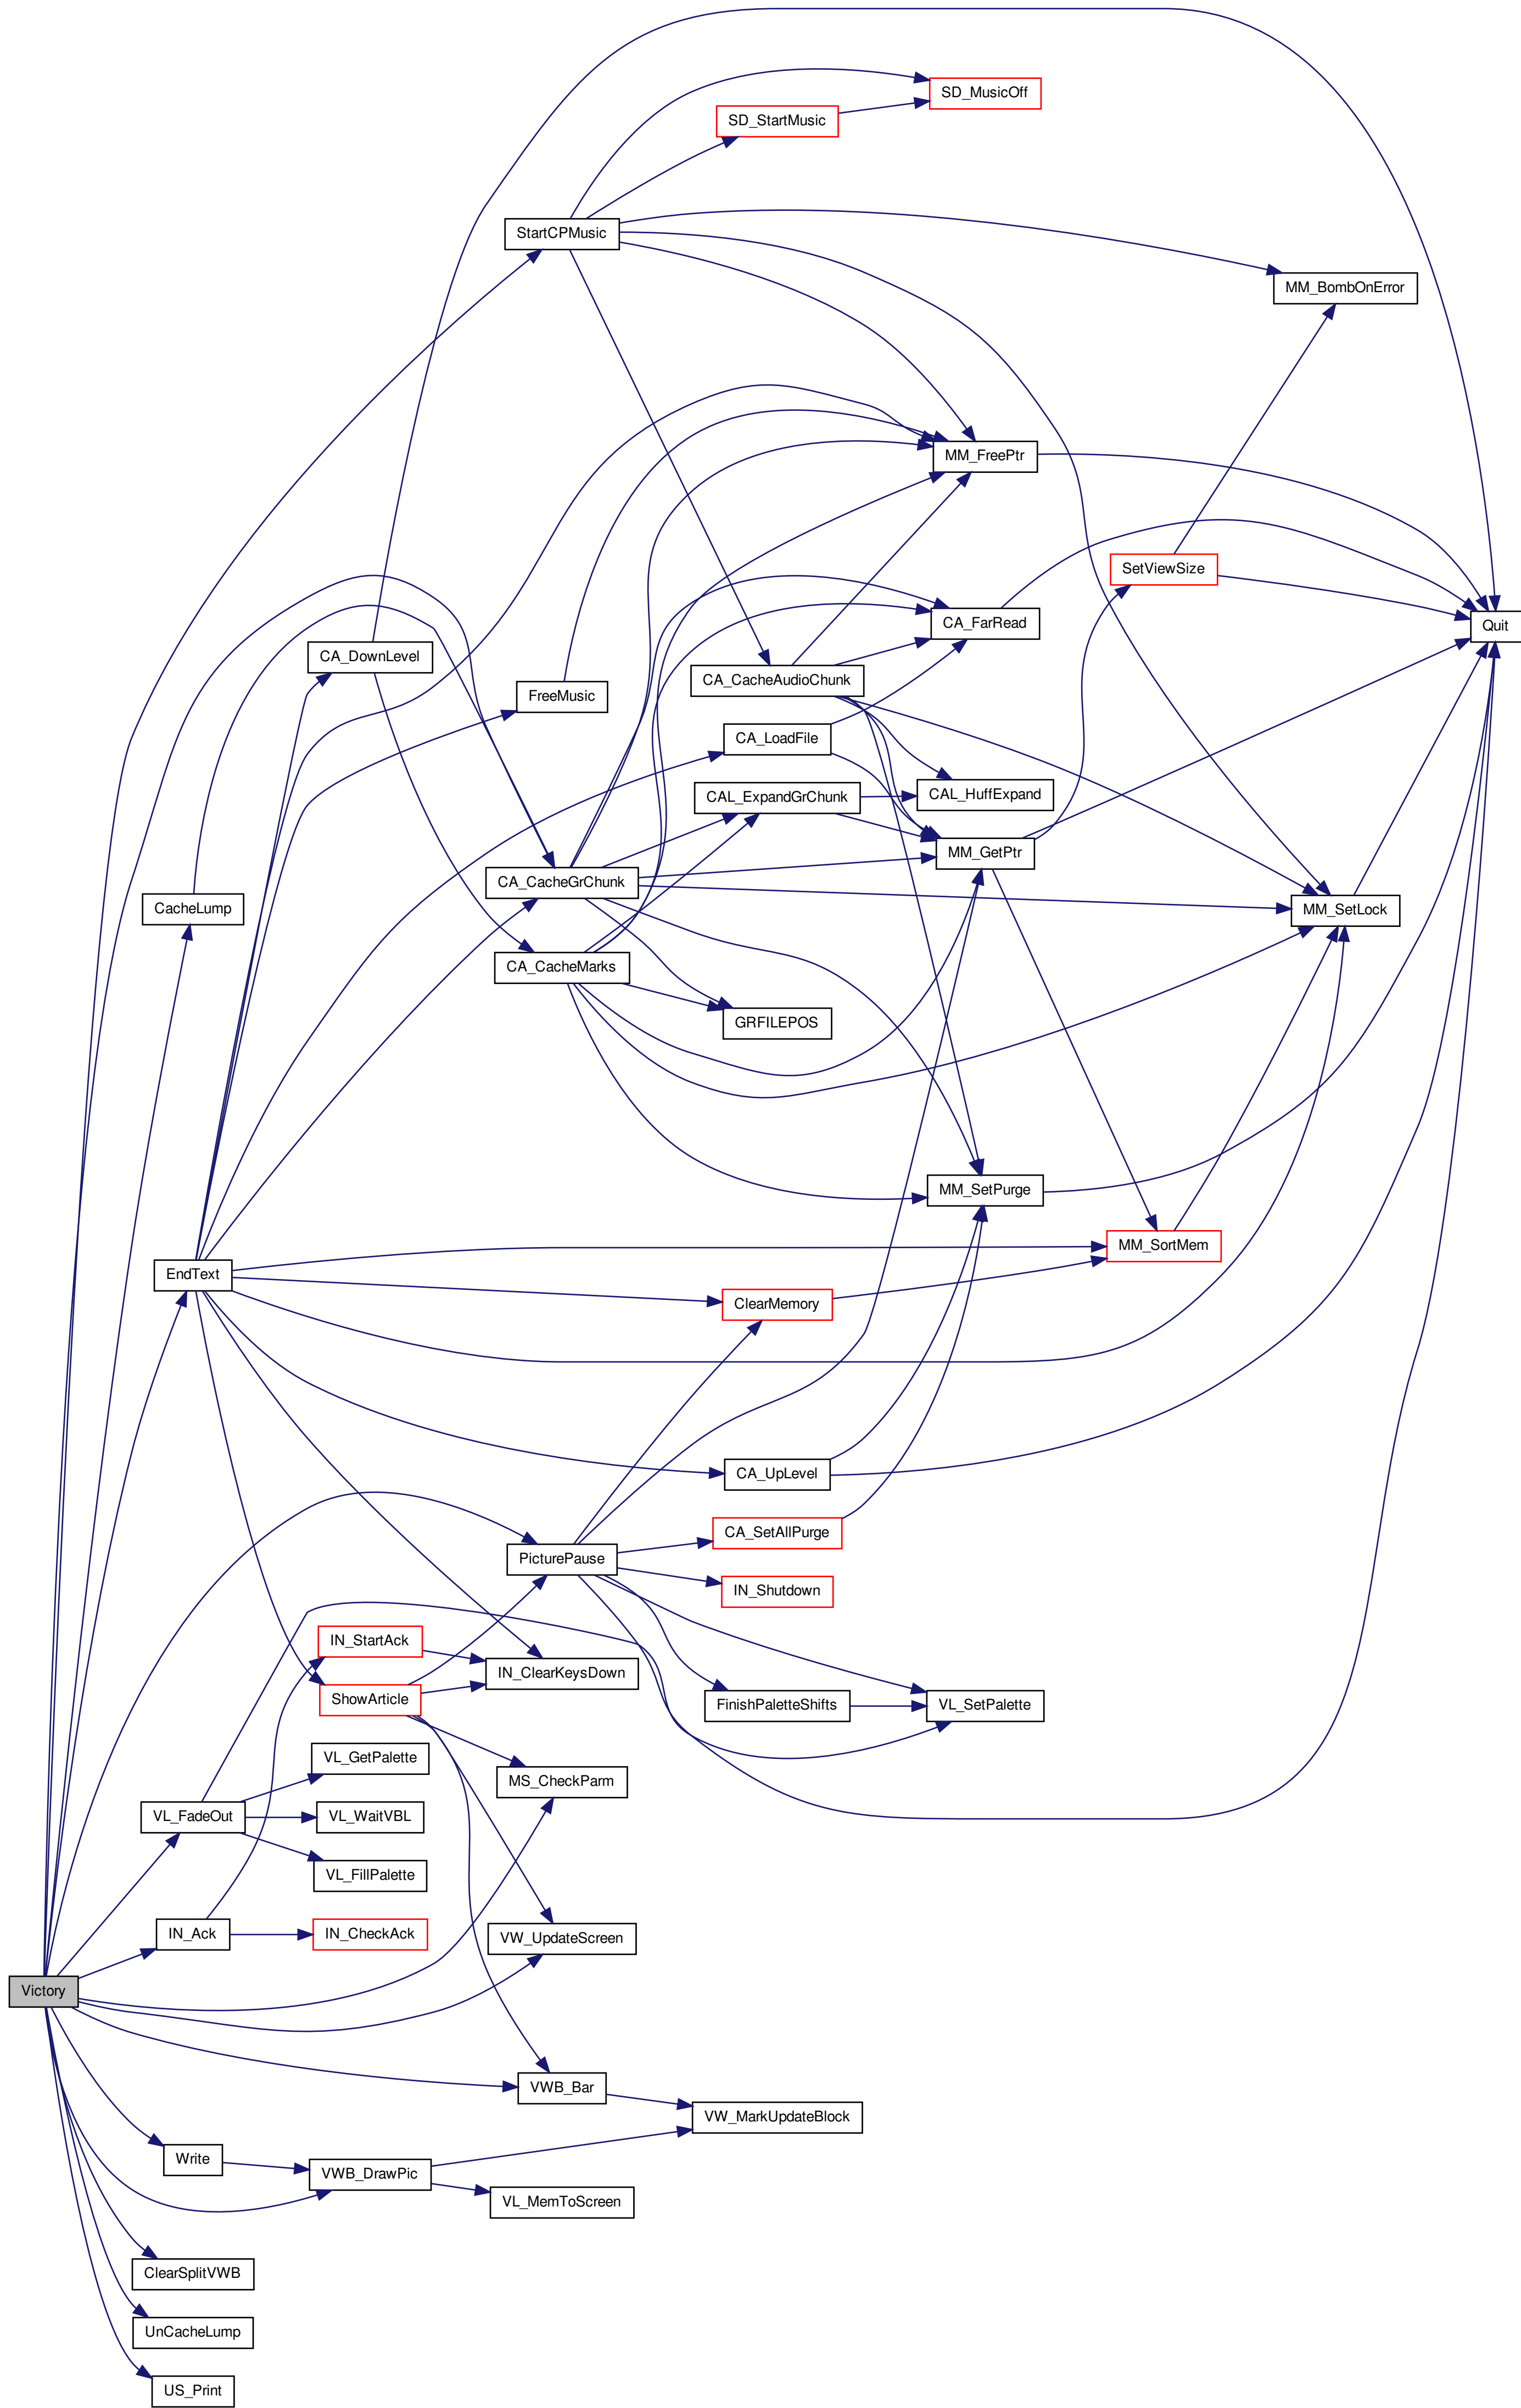 SD_MusicOff
SD_StartMusic
StartCPMusic
MM_BombOnError
MM_FreePtr
SetViewSize
CA_FarRead
Quit
CA_DownLevel
CA_CacheAudioChunk
FreeMusic
CA_LoadFile
CAL_ExpandGrChunk
CAL_HuffExpand
MM_GetPtr
CA_CacheGrChunk
CacheLump
MM_SetLock
CA_CacheMarks
GRFILEPOS
MM_SetPurge
MM_SortMem
EndText
ClearMemory
CA_UpLevel
CA_SetAllPurge
PicturePause
IN_Shutdown
IN_StartAck
IN_ClearKeysDown
ShowArticle
FinishPaletteShifts
VL_SetPalette
VL_GetPalette
MS_CheckParm
VL_FadeOut
VL_WaitVBL
VL_FillPalette
IN_Ack
IN_CheckAck
VW_UpdateScreen
Victory
VWB_Bar
VW_MarkUpdateBlock
Write
VWB_DrawPic
VL_MemToScreen
ClearSplitVWB
UnCacheLump
US_Print